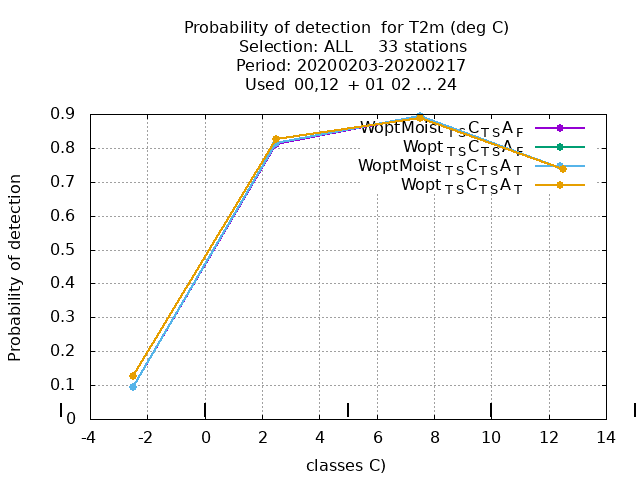 Probability of detection for T2m (deg C)
Selection: ALL 33 stations
Period: 20200203-20200217
Used 00,12 + 01 02 ... 24
Probability of detection
0.9
0.8
0.7
0.6
0.5
0.4
0.3
0.2
0.1
0
WoptMoist TS C TS A F
Wopt TS C TS A F
WoptMoist TS C TS A T
Wopt TS C TS A T
-4 -2 0 2 4 6 8 10 12 14
classes C)